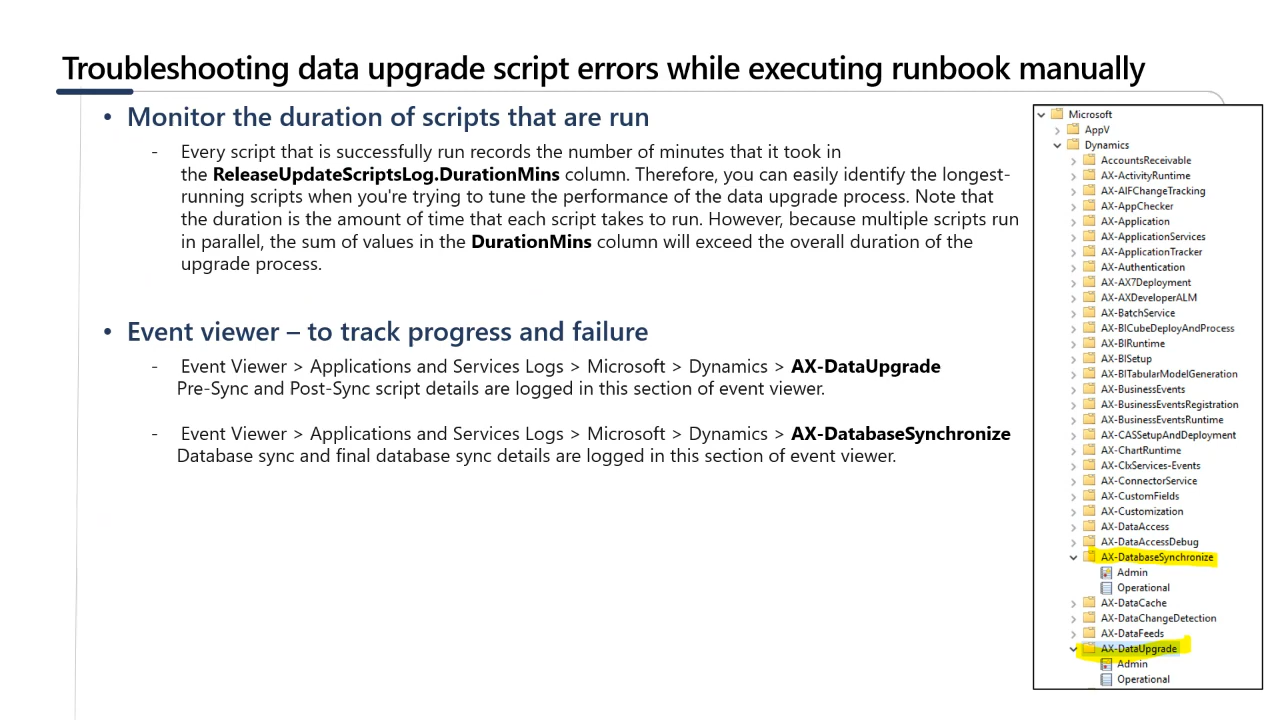 Troubleshooting data upgrade script errors while executing runbook manually
• Monitor the duration of scripts that are run
- Every script that is successfully run records the number of minutes that it took in
the ReleaseUpdateScriptsLog.DurationMins column. Therefore, you can easily identify the longest-
running scripts when you're trying to tune the performance of the data upgrade process. Note that
the duration is the amount of time that each script takes to run. However, because multiple scripts run
in parallel, the sum of values in the DurationMins column will exceed the overall duration of the
upgrade process.
• Event viewer – to track progress and failure
- Event Viewer > Applications and Services Logs > Microsoft > Dynamics > AX-DataUpgrade
Pre-Sync and Post-Sync script details are logged in this section of event viewer.
- Event Viewer > Applications and Services Logs > Microsoft > Dynamics > AX-DatabaseSynchronize
Database sync and final database sync details are logged in this section of event viewer.
Microsoft
AppV
Dynamics
AccountsReceivable
AX-ActivityRuntime
AX-AIFChangeTracking
AX-AppChecker
AX-Application
AX-ApplicationServices
AX-ApplicationTracker
AX-Authentication
AX-AX7Deployment
AX-AXDeveloperALM
AX-BatchService
AX-BICubeDeployAndProcess
AX-BIRuntime
AX-BISetup
AX-BITabularModelGeneration
AX-BusinessEvents
AX-BusinessEventsRegistration
AX-BusinessEventsRuntime
AX-CASSetupAndDeployment
AX-ChartRuntime
AX-ClxServices-Events
AX-ConnectorService
AX-CustomFields
AX-Customization
AX-DataAccess
AX-DataAccessDebug
AX-DatabaseSynchronize
Admin
Operational
AX-DataCache
AX-DataChangeDetection
AX-DataFeeds
AX-DataUpgrade
Admin
Operational